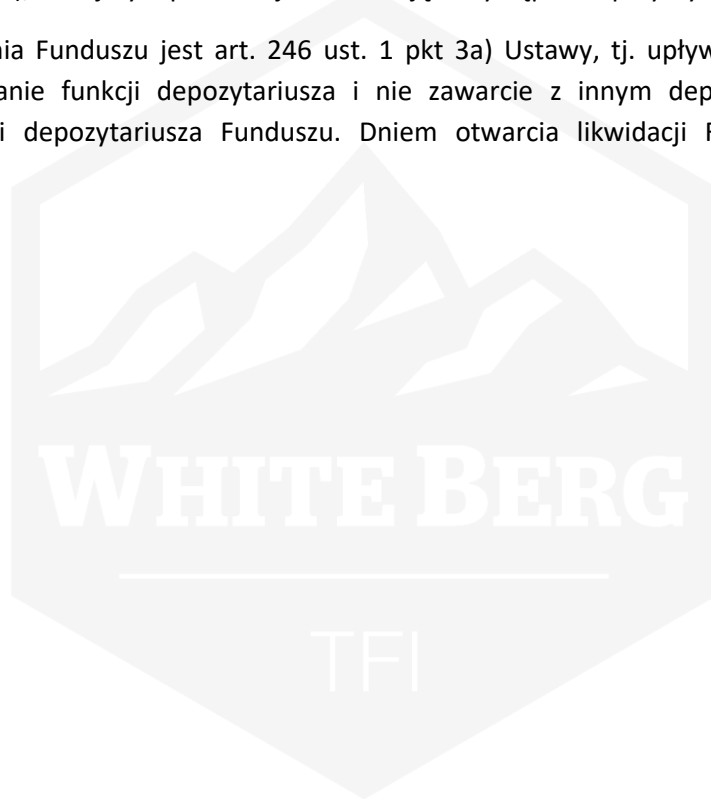 nia Funduszu jest art. 246 ust. 1 pkt 3a) Ustawy, tj. upływ
anie funkcji depozytariusza i nie zawarcie z innym dep
i depozytariusza Funduszu. Dniem otwarcia likwidacji F
WHITE BERG
TFI